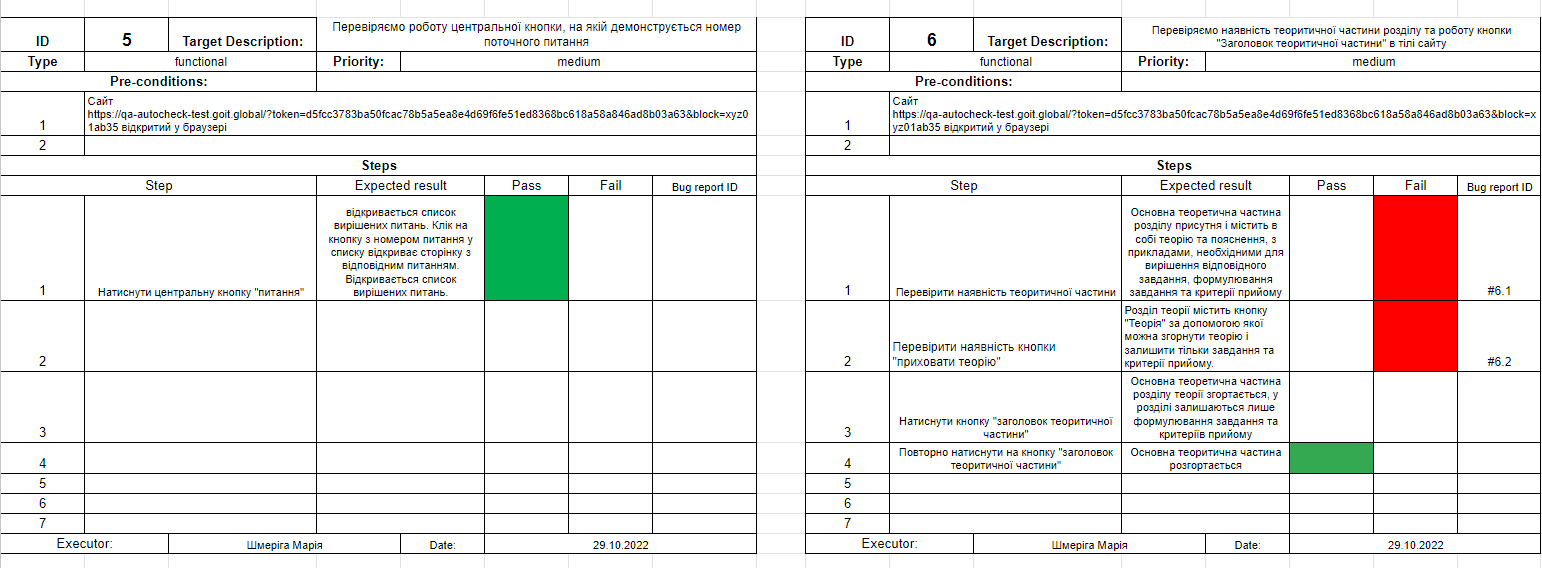 ID 5 Target Description: Перевіряємо роботу центральної кнопки, на якій демонструється номер
поточного питання
Type functional Priority: medium
Pre-conditions:
1 Сайт
https://qa-autocheck-test.goit.global/?token=d5fcc3783ba50fcac78b5a5ea8e4d69f6fe51ed8368bc618a58a846ad8b03a63&block=xyz0
1ab35 відкритий у браузері
2
Steps
Step Expected result Pass Fail Bug report ID
відкривається список
вирішених питань. Клік на
кнопку з номером питання у
списку відкриває сторінку з
відповідним питанням.
Відкривається список
1 Натиснути центральну кнопку "питання" вирішених питань.
2
3
4
5
6
7
Executor: Шмеріга Марія Date: 29.10.2022
ID 6 Target Description: Перевіряємо наявність теоритичної частини розділу та роботу кнопки
"Заголовок теоритичної частини" в тілі сайту
Type functional Priority: medium
Pre-conditions:
1 Сайт
https://qa-autocheck-test.goit.global/?token=d5fcc3783ba50fcac78b5a5ea8e4d69f6fe51ed8368bc618a58a846ad8b03a63&block=x
yz01ab35 відкритий у браузері
2
Steps
Step Expected result Pass Fail Bug report ID
Основна теоретична частина
розділу присутня і містить в
собі теорію та пояснення, з
прикладами, необхідними для
вирішення відповідного
завдання, формулювання
1 Перевірити наявність теоритичної частини завдання та критерії прийому #6.1
Розділ теорії містить кнопку
"Теорія" за допомогою якої
можна згорнути теорію і
Перевірити наявність кнопки залишити тільки завдання та
2 "приховати теорію" критерії прийому. #6.2
Основна теоретична частина
розділу теорії згортається, у
розділі залишаються лише
Натиснути кнопку "заголовок теоритичної формулювання завдання та
3 частини" критеріїв прийому
4 Повторно натиснути на кнопку "заголовок Основна теоритична частина
теоритичної частини" розгортається
5
6
7
Executor: Шмеріга Марія Date: 29.10.2022